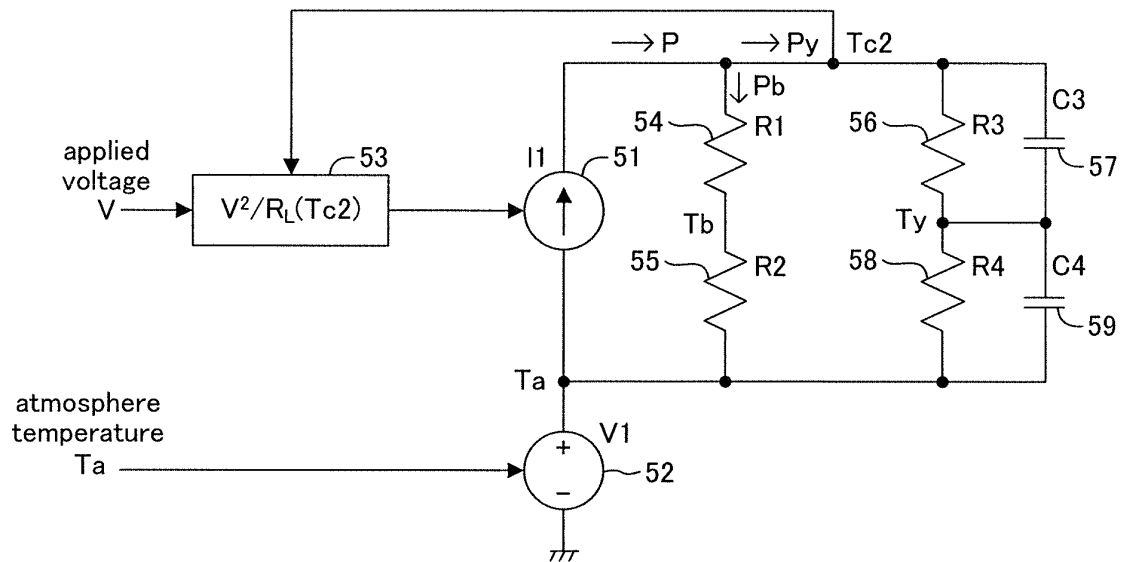 P
Py
Tc2
Pb
C3
54
R1
56
R3
applied
voltage
V
53
V²/RL(Tc2)
I1
51
57
Tb
Ty
55
R2
58
R4
C4
59
Ta
atmosphere
temperature
Ta
V1
+
−
52